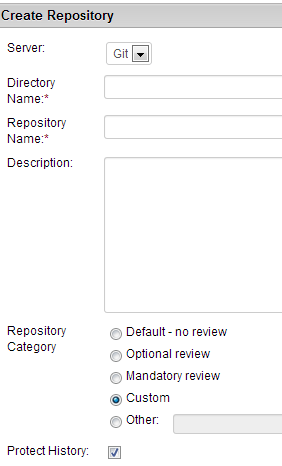 Create Repository
Server:
Git
Directory
Name:*
Repository
Name:*
Description:
Repository
Category
Default - no review
Optional review
Mandatory review
Custom
Other:
Protect History: